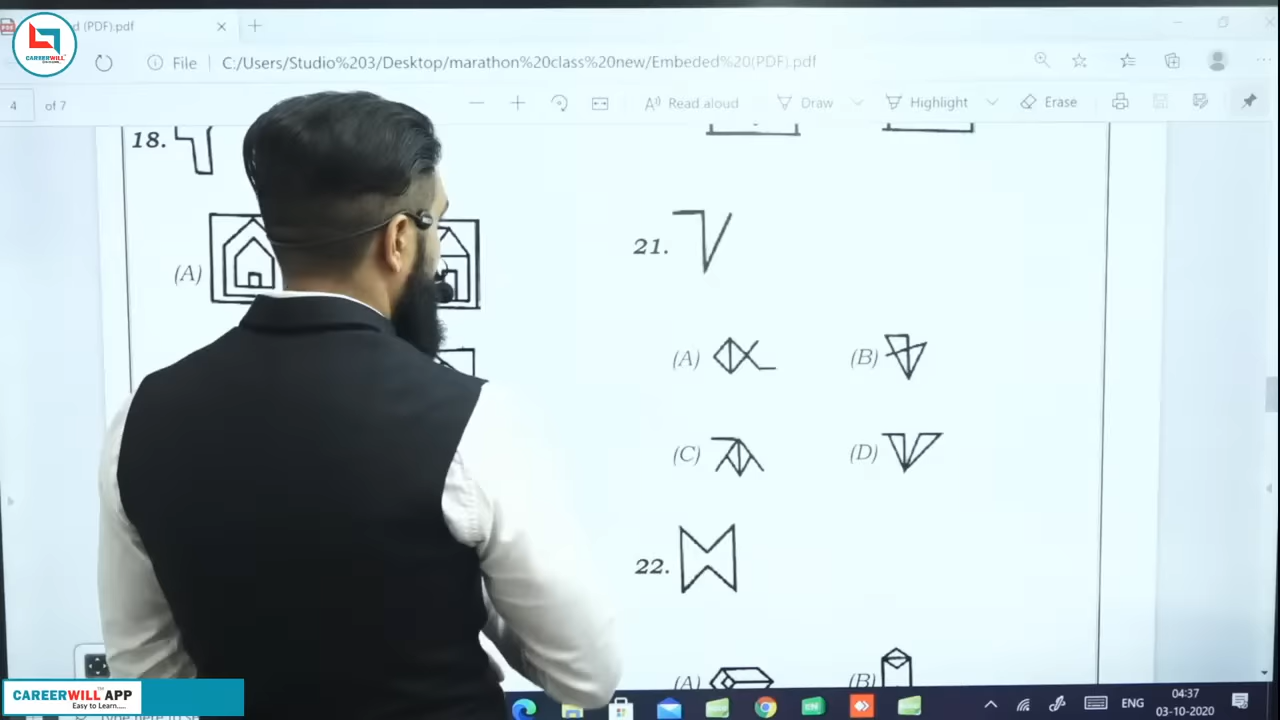 d (PDF).pdf
CAREERWILL
File C:/Users/Studio%203/Desktop/marathon%20class%20new/Embeded%20(PDF).pdf
4 of 7 Read aloud Draw Highlight Erase
18.
(A)
21.
(A) (B)
(C) (D)
22.
(A) (B)
CAREERWILL APP
Easy to Learn.....
ENG 04:37
03-10-2020